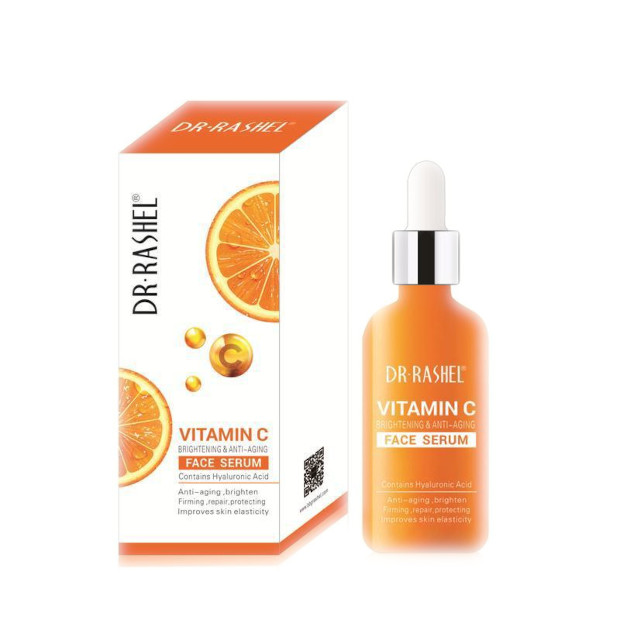 DR·RASHEL
DR·RASHEL®
C
VITAMIN C
BRIGHTENING & ANTI-AGING
FACE SERUM
Contains Hyaluronic Acid
Anti-aging ,brighten
Firming ,repair,protecting
Improves skin elasticity
DR·RASHEL®
VITAMIN C
BRIGHTENING & ANTI-AGING
FACE SERUM
Contains Hyaluronic Acid
Anti-aging ,brighten
Firming ,repair,protecting
Improves skin elasticity